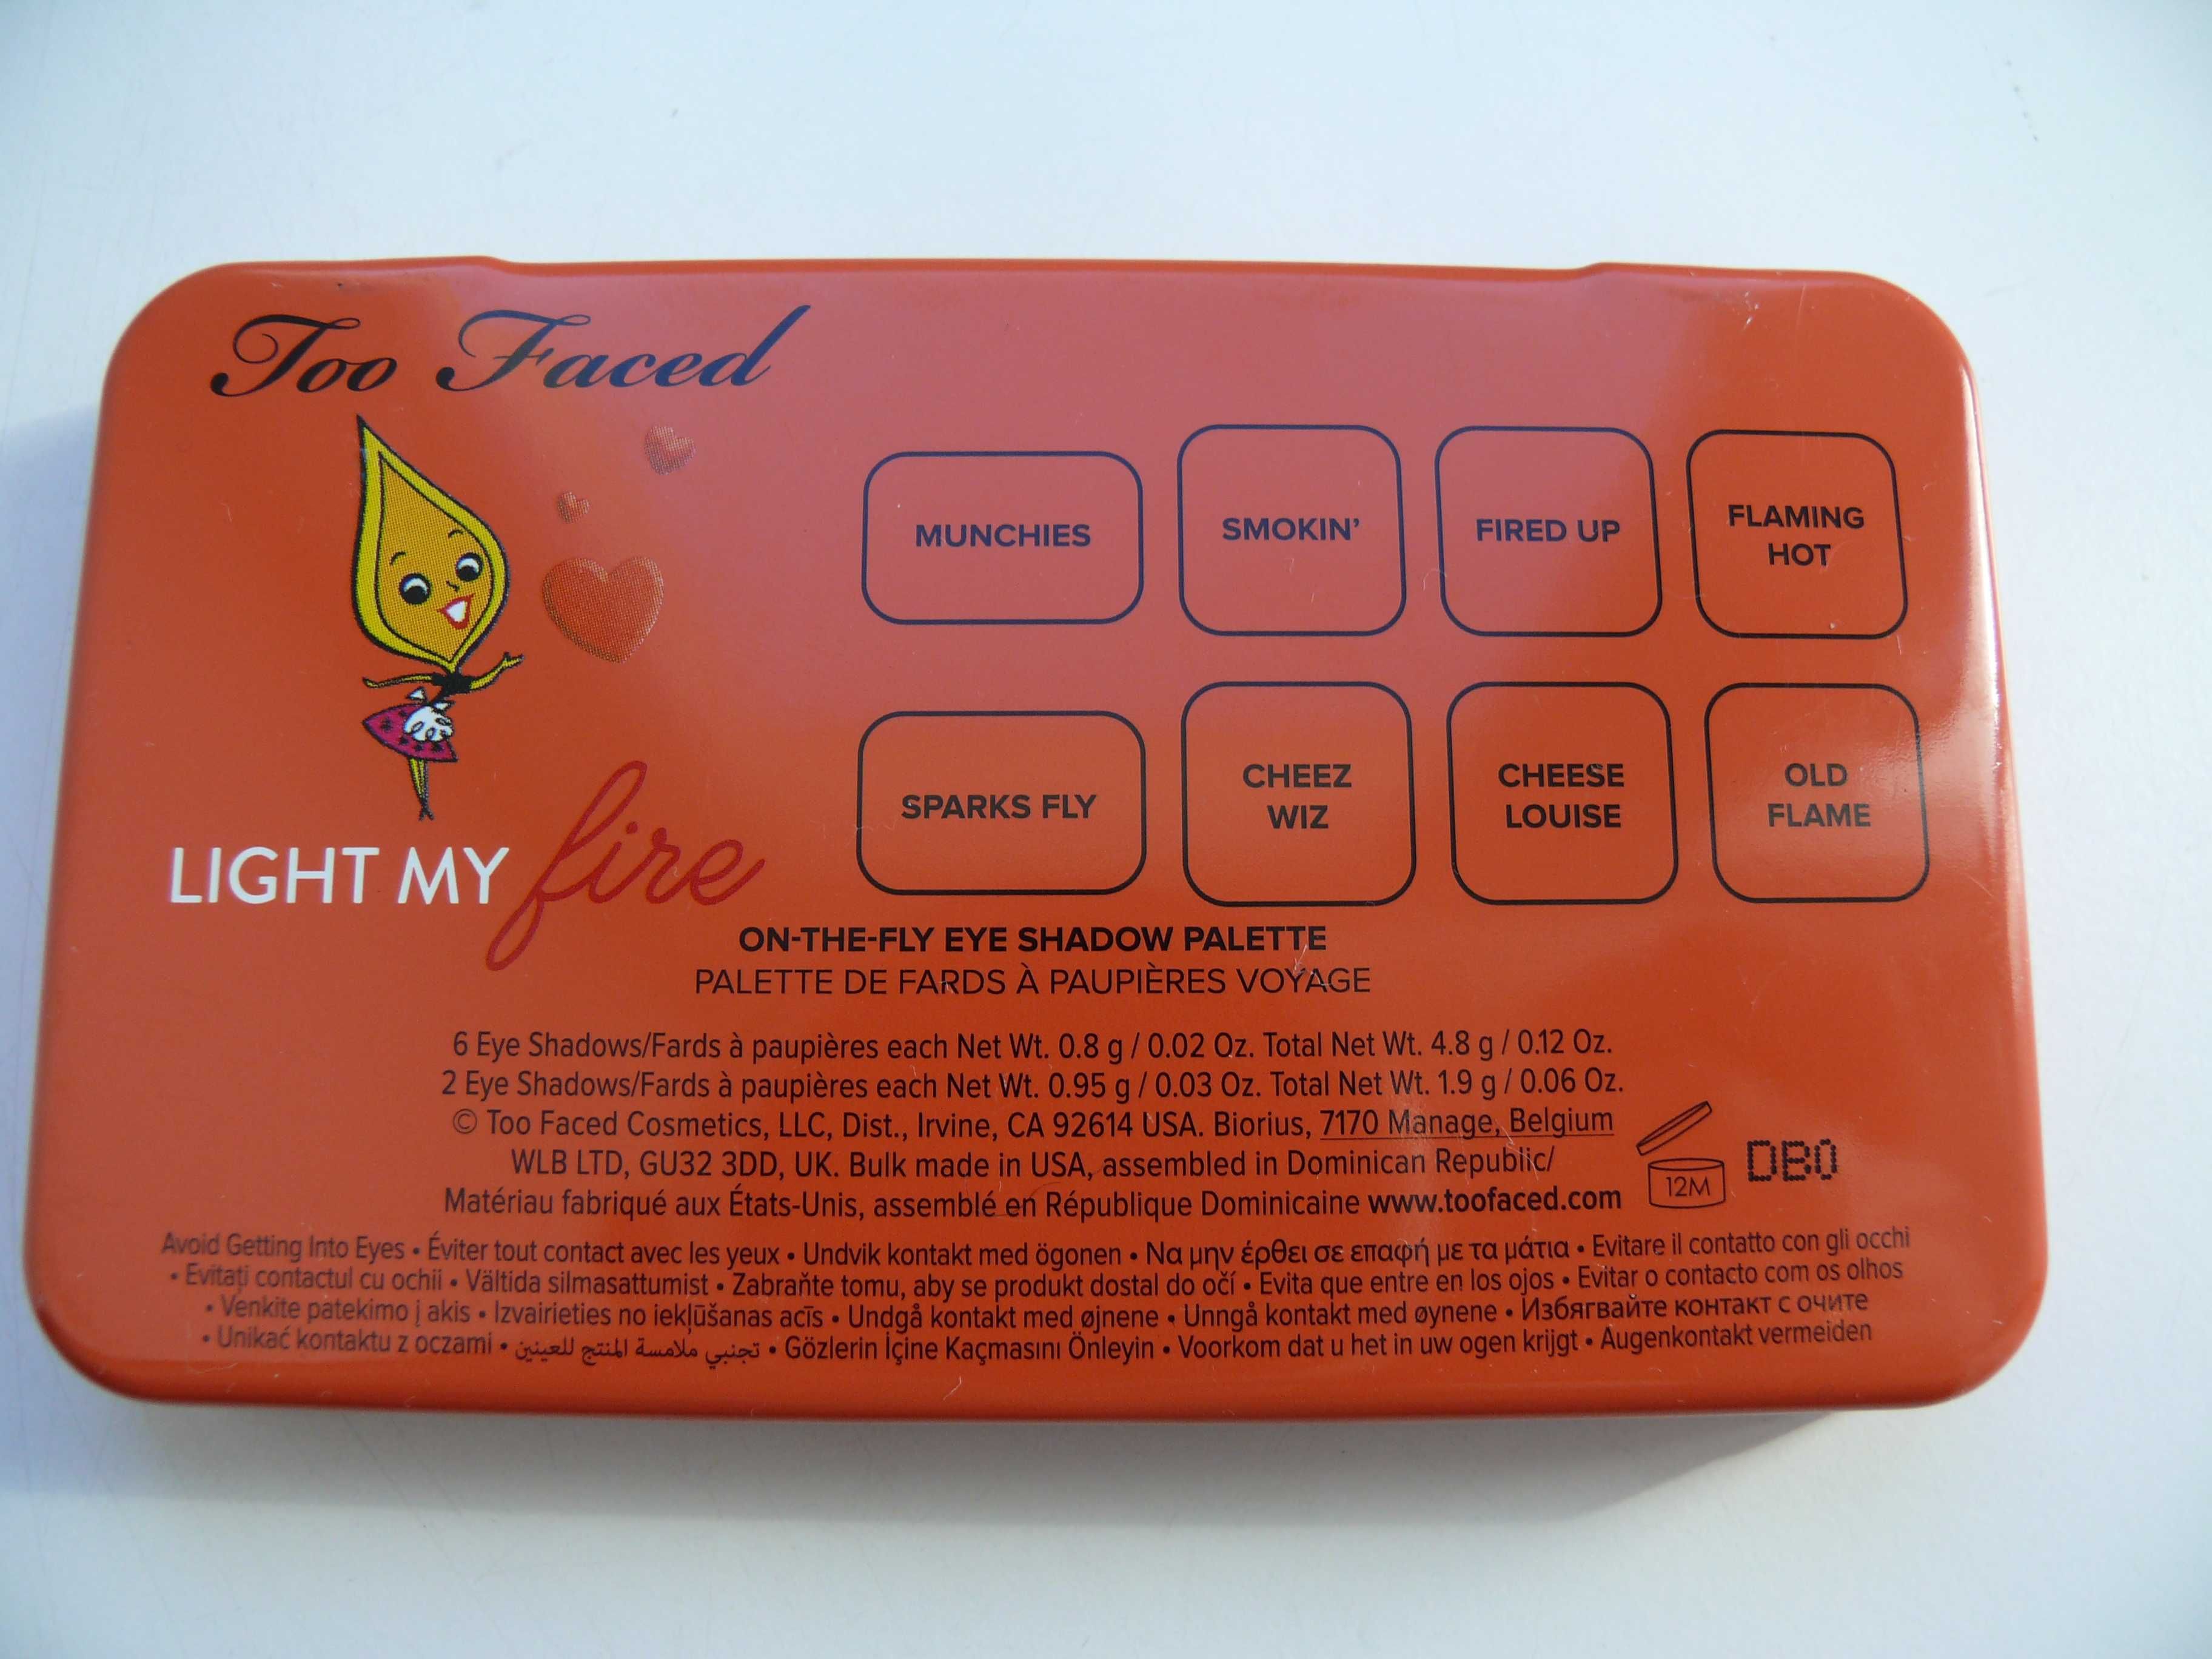 Too Faced
MUNCHIES
SMOKIN’
FIRED UP
FLAMING
HOT
SPARKS FLY
CHEEZ
WIZ
CHEESE
LOUISE
OLD
FLAME
LIGHT MY fire
ON-THE-FLY EYE SHADOW PALETTE
PALETTE DE FARDS À PAUPIÈRES VOYAGE
6 Eye Shadows/Fards à paupières each Net Wt. 0.8 g / 0.02 Oz. Total Net Wt. 4.8 g / 0.12 Oz.
2 Eye Shadows/Fards à paupières each Net Wt. 0.95 g / 0.03 Oz. Total Net Wt. 1.9 g / 0.06 Oz.
© Too Faced Cosmetics, LLC, Dist., Irvine, CA 92614 USA. Biorius, 7170 Manage, Belgium
WLB LTD, GU32 3DD, UK. Bulk made in USA, assembled in Dominican Republic/
Matériau fabriqué aux États-Unis, assemblé en République Dominicaine www.toofaced.com
12M
DB0
Avoid Getting Into Eyes • Éviter tout contact avec les yeux • Undvik kontakt med ögonen • Να μην έρθει σε επαφή με τα μάτια • Evitare il contatto con gli occhi
• Evitați contactul cu ochii • Vältida silmasattumist • Zabraňte tomu, aby se produkt dostal do očí • Evita que entre en los ojos • Evitar o contacto com os olhos
• Venkite patekimo į akis • Izvairieties no iekļūšanas acīs • Undgå kontakt med øjnene • Unngå kontakt med øynene • Избягвайте контакт с очите
• Unikać kontaktu z oczami • تجنبي ملامسة المنتج للعينين • Gözlerin İçine Kaçmasını Önleyin • Voorkom dat u het in uw ogen krijgt • Augenkontakt vermeiden